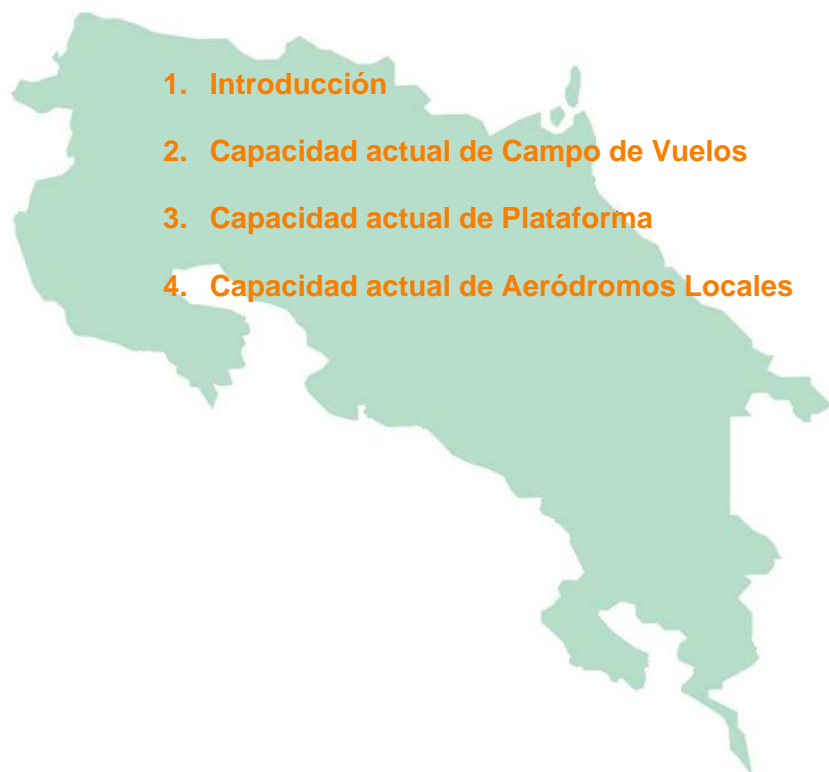 1. Introducción
2. Capacidad actual de Campo de Vuelos
3. Capacidad actual de Plataforma
4. Capacidad actual de Aeródromos Locales